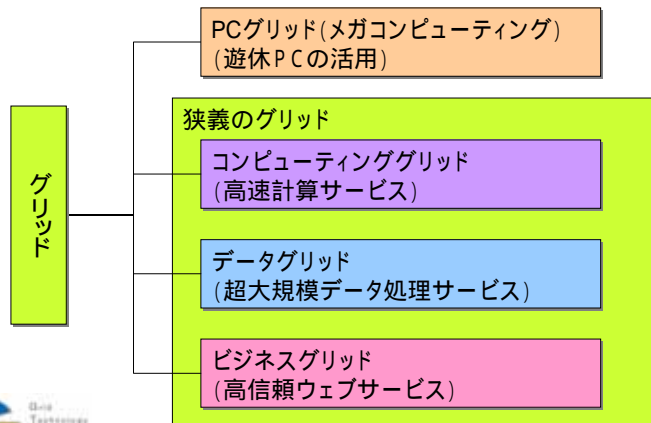 PCグリッド(メガコンピューティング)
(遊休PCの活用)
狭義のグリッド
コンピューティンググリッド
(高速計算サービス)
グリッド
データグリッド
(超大規模データ処理サービス)
ビジネスグリッド
(高信頼ウェブサービス)
Grid
Technology